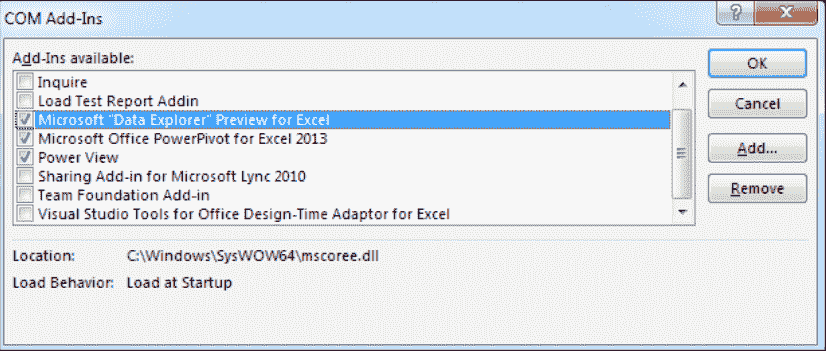 COM Add-Ins
Add-Ins available:
Inquire
Load Test Report Addin
Microsoft "Data Explorer" Preview for Excel
Microsoft Office PowerPivot for Excel 2013
Power View
Sharing Add-in for Microsoft Lync 2010
Team Foundation Add-in
Visual Studio Tools for Office Design-Time Adaptor for Excel
OK
Cancel
Add...
Remove
Location: C:\Windows\SysWOW64\mscoree.dll
Load Behavior: Load at Startup